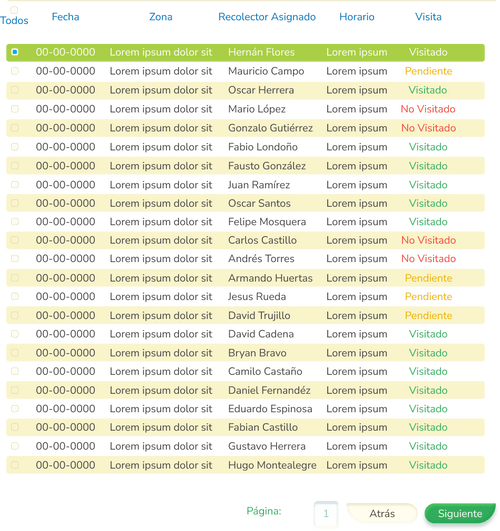 Todos Fecha Zona Recolector Asignado Horario Visita
00-00-0000 Lorem ipsum dolor sit Hernán Flores Lorem ipsum Visitado
00-00-0000 Lorem ipsum dolor sit Mauricio Campo Lorem ipsum Pendiente
00-00-0000 Lorem ipsum dolor sit Oscar Herrera Lorem ipsum Visitado
00-00-0000 Lorem ipsum dolor sit Mario López Lorem ipsum No Visitado
00-00-0000 Lorem ipsum dolor sit Gonzalo Gutiérrez Lorem ipsum No Visitado
00-00-0000 Lorem ipsum dolor sit Fabio Londoño Lorem ipsum Visitado
00-00-0000 Lorem ipsum dolor sit Fausto González Lorem ipsum Visitado
00-00-0000 Lorem ipsum dolor sit Juan Ramírez Lorem ipsum Visitado
00-00-0000 Lorem ipsum dolor sit Oscar Santos Lorem ipsum Visitado
00-00-0000 Lorem ipsum dolor sit Felipe Mosquera Lorem ipsum Visitado
00-00-0000 Lorem ipsum dolor sit Carlos Castillo Lorem ipsum No Visitado
00-00-0000 Lorem ipsum dolor sit Andrés Torres Lorem ipsum No Visitado
00-00-0000 Lorem ipsum dolor sit Armando Huertas Lorem ipsum Pendiente
00-00-0000 Lorem ipsum dolor sit Jesus Rueda Lorem ipsum Pendiente
00-00-0000 Lorem ipsum dolor sit David Trujillo Lorem ipsum Pendiente
00-00-0000 Lorem ipsum dolor sit David Cadena Lorem ipsum Visitado
00-00-0000 Lorem ipsum dolor sit Bryan Bravo Lorem ipsum Visitado
00-00-0000 Lorem ipsum dolor sit Camilo Castaño Lorem ipsum Visitado
00-00-0000 Lorem ipsum dolor sit Daniel Fernandéz Lorem ipsum Visitado
00-00-0000 Lorem ipsum dolor sit Eduardo Espinosa Lorem ipsum Visitado
00-00-0000 Lorem ipsum dolor sit Fabian Castillo Lorem ipsum Visitado
00-00-0000 Lorem ipsum dolor sit Gustavo Herrera Lorem ipsum Visitado
00-00-0000 Lorem ipsum dolor sit Hugo Montealegre Lorem ipsum Visitado
Página: 1 Atrás Siguiente